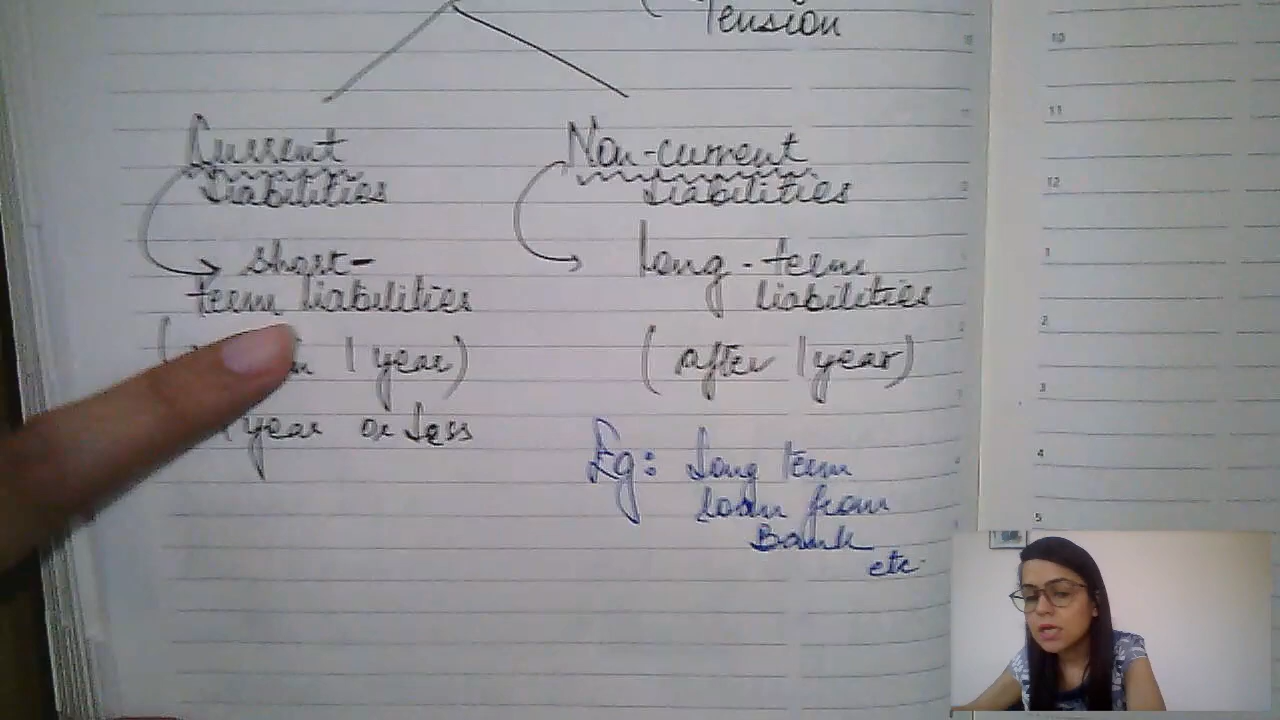 Tension
Current
Liabilities
Non-current
Liabilities
short-
term liabilities
Long-term
liabilities
1 year)
(after 1 year)
year or Less
Eg: Long term
loan from
Bank
etc.
10
11
12
1
2
3
4
5